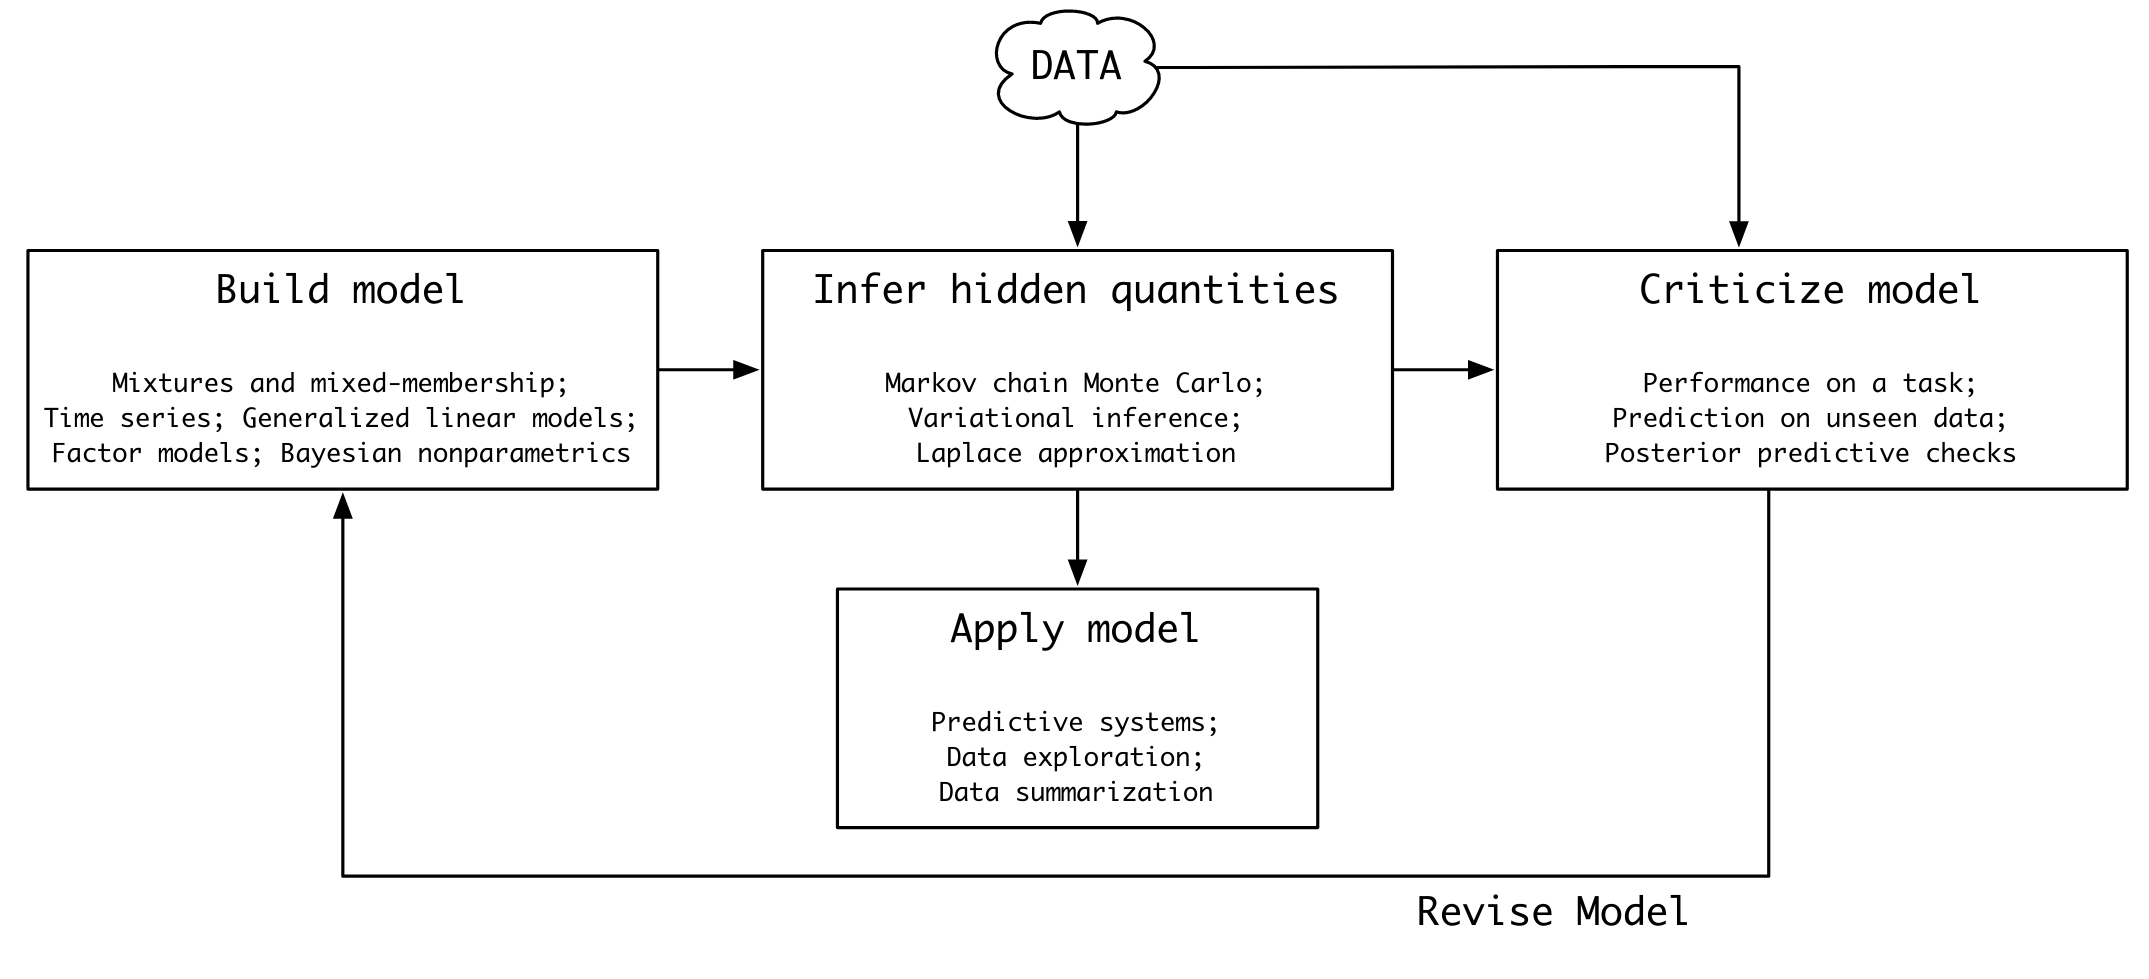 DATA
Build model
Mixtures and mixed-membership;
Time series; Generalized linear models;
Factor models; Bayesian nonparametrics
Infer hidden quantities
Markov chain Monte Carlo;
Variational inference;
Laplace approximation
Criticize model
Performance on a task;
Prediction on unseen data;
Posterior predictive checks
Apply model
Predictive systems;
Data exploration;
Data summarization
Revise Model